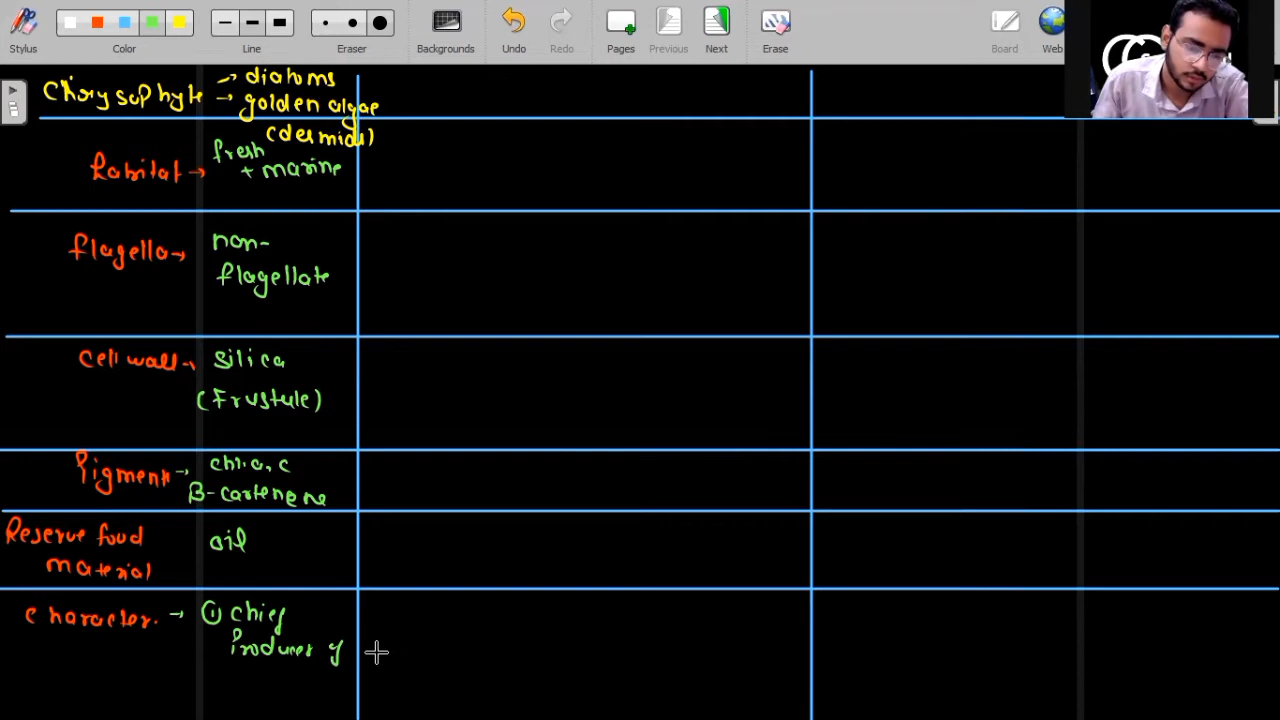 Stylus
Color
Line
Eraser
Backgrounds
Undo
Redo
Pages
Previous
Next
Erase
Board
Web
Chrysophyte → diatoms
→ golden algae
(desmids)
Habitat → fresh
+ marine
flagella → non-
flagellate
Cell wall → silica
(Frustule)
Pigment → chl.a, c
β-cartenene
Reserve food
material
oil
Character. → ① Chief
Producer of